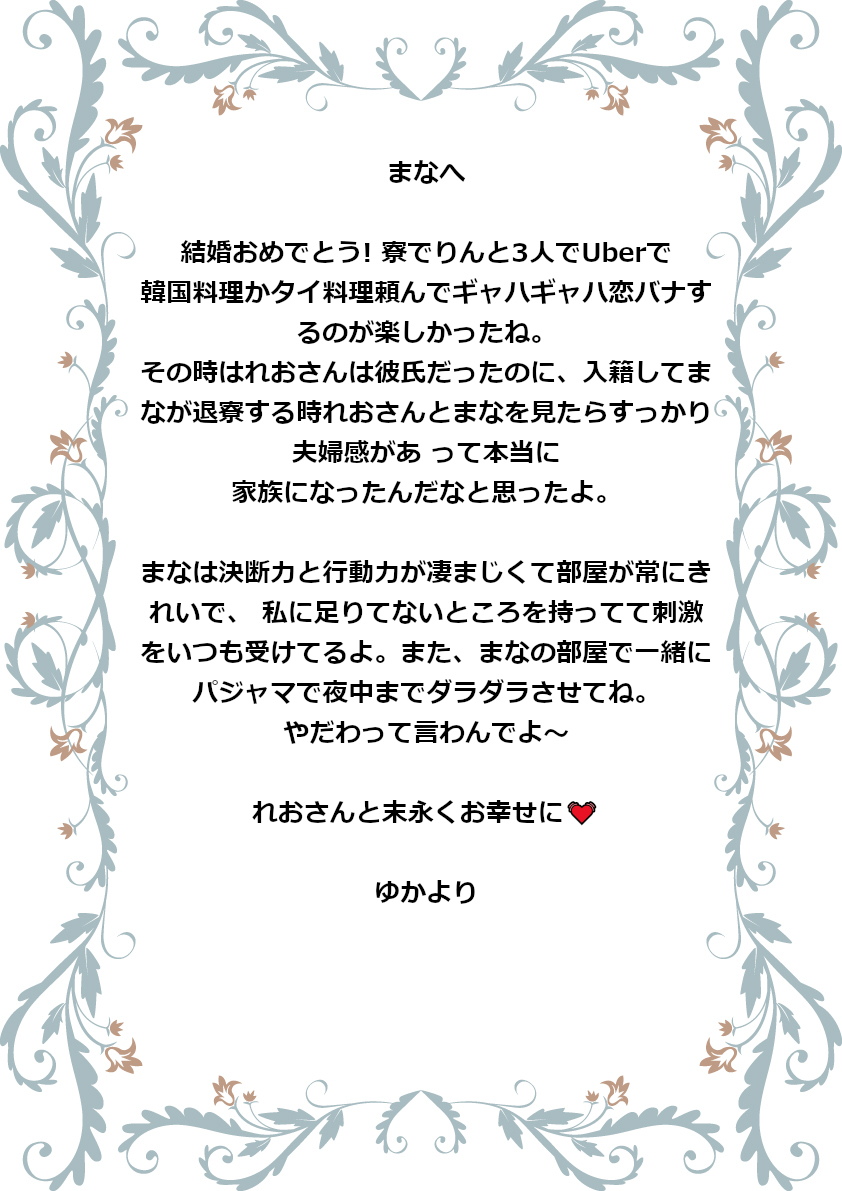 まなへ
結婚おめでとう! 寮でりんと3人でUberで
韓国料理かタイ料理頼んでギャハギャハ恋バナす
るのが楽しかったね。
その時はれおさんは彼氏だったのに、入籍してま
なが退寮する時れおさんとまなを見たらすっかり
夫婦感があ って本当に
家族になったんだなと思ったよ。
まなは決断力と行動力が凄まじくて部屋が常にき
れいで、 私に足りてないところを持ってて刺激
をいつも受けてるよ。また、まなの部屋で一緒に
パジャマで夜中までダラダラさせてね。
やだわって言わんでよ〜
れおさんと末永くお幸せに💓
ゆかより